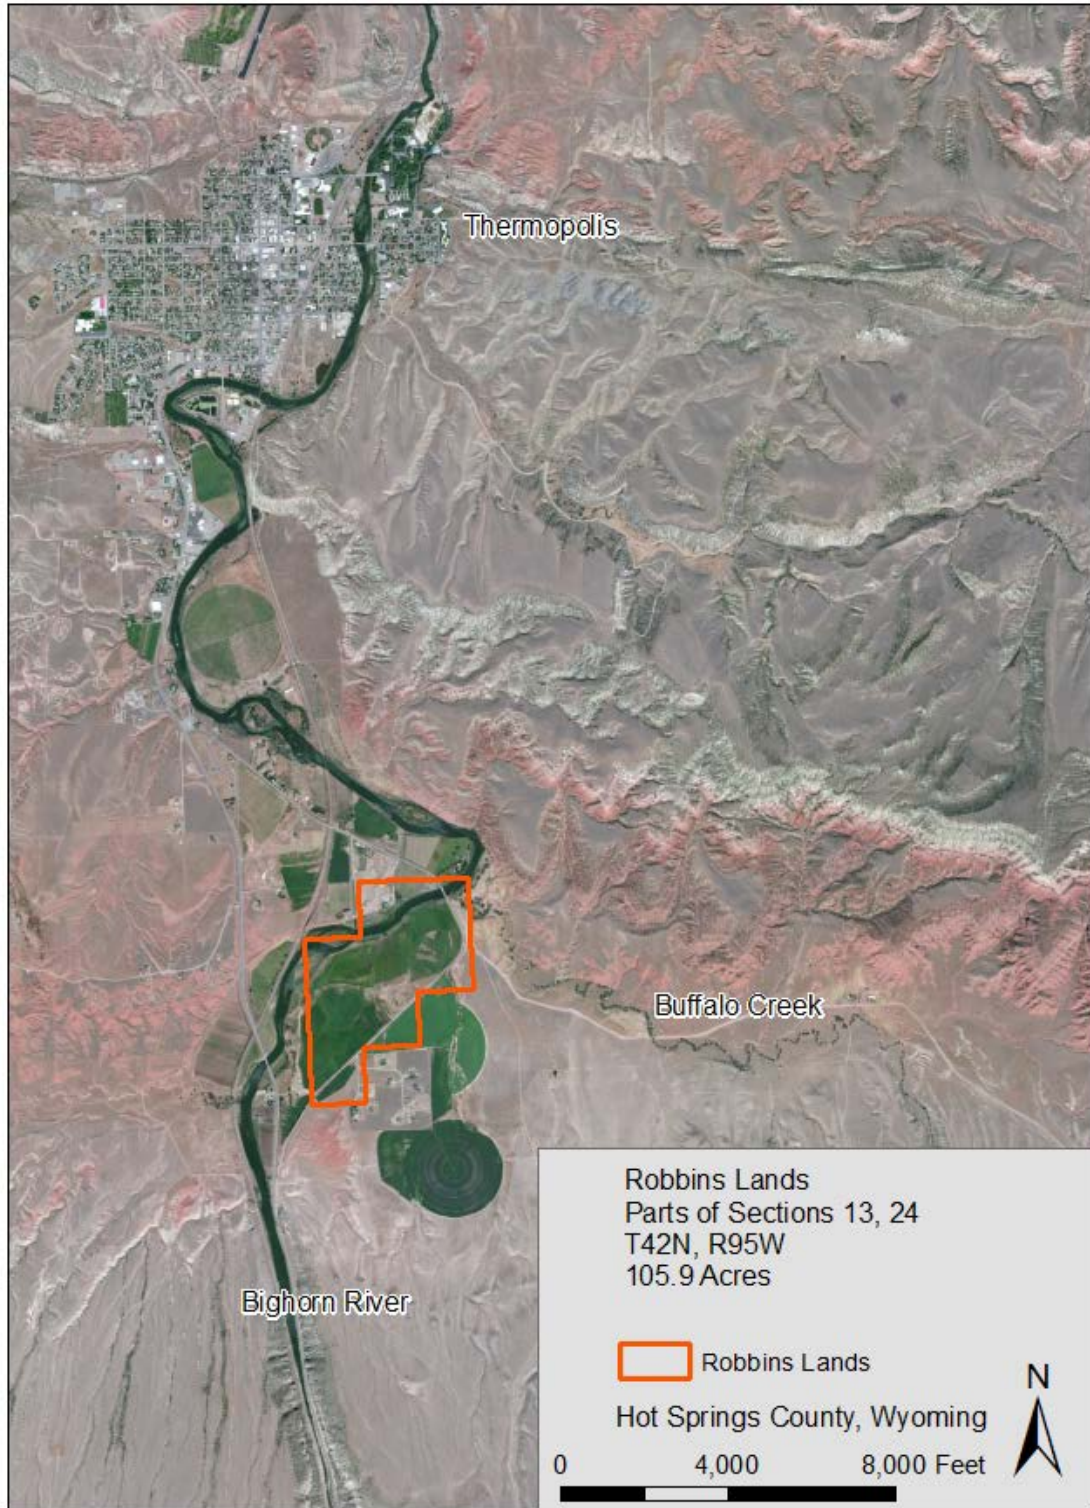 Thermopolis
Buffalo Creek
Bighorn River
Robbins Lands
Parts of Sections 13, 24
T42N, R95W
105.9 Acres
Robbins Lands
Hot Springs County, Wyoming
N
0 4,000 8,000 Feet